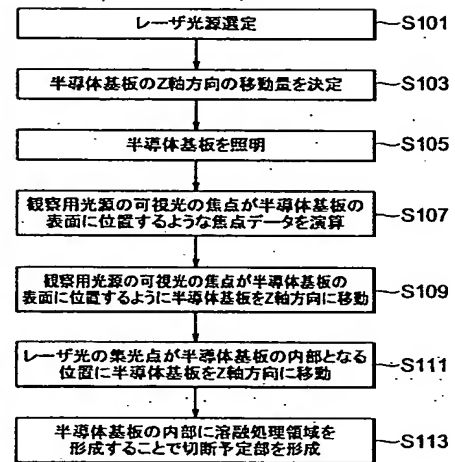 レーザ光源選定
S101
半導体基板のZ軸方向の移動量を決定
S103
半導体基板を照明
S105
観察用光源の可視光の焦点が半導体基板の
表面に位置するような焦点データを演算
S107
観察用光源の可視光の焦点が半導体基板の
表面に位置するように半導体基板をZ軸方向に移動
S109
レーザ光の集光点が半導体基板の内部となる
位置に半導体基板をZ軸方向に移動
S111
半導体基板の内部に溶融処理領域を
形成することで切断予定部を形成
S113